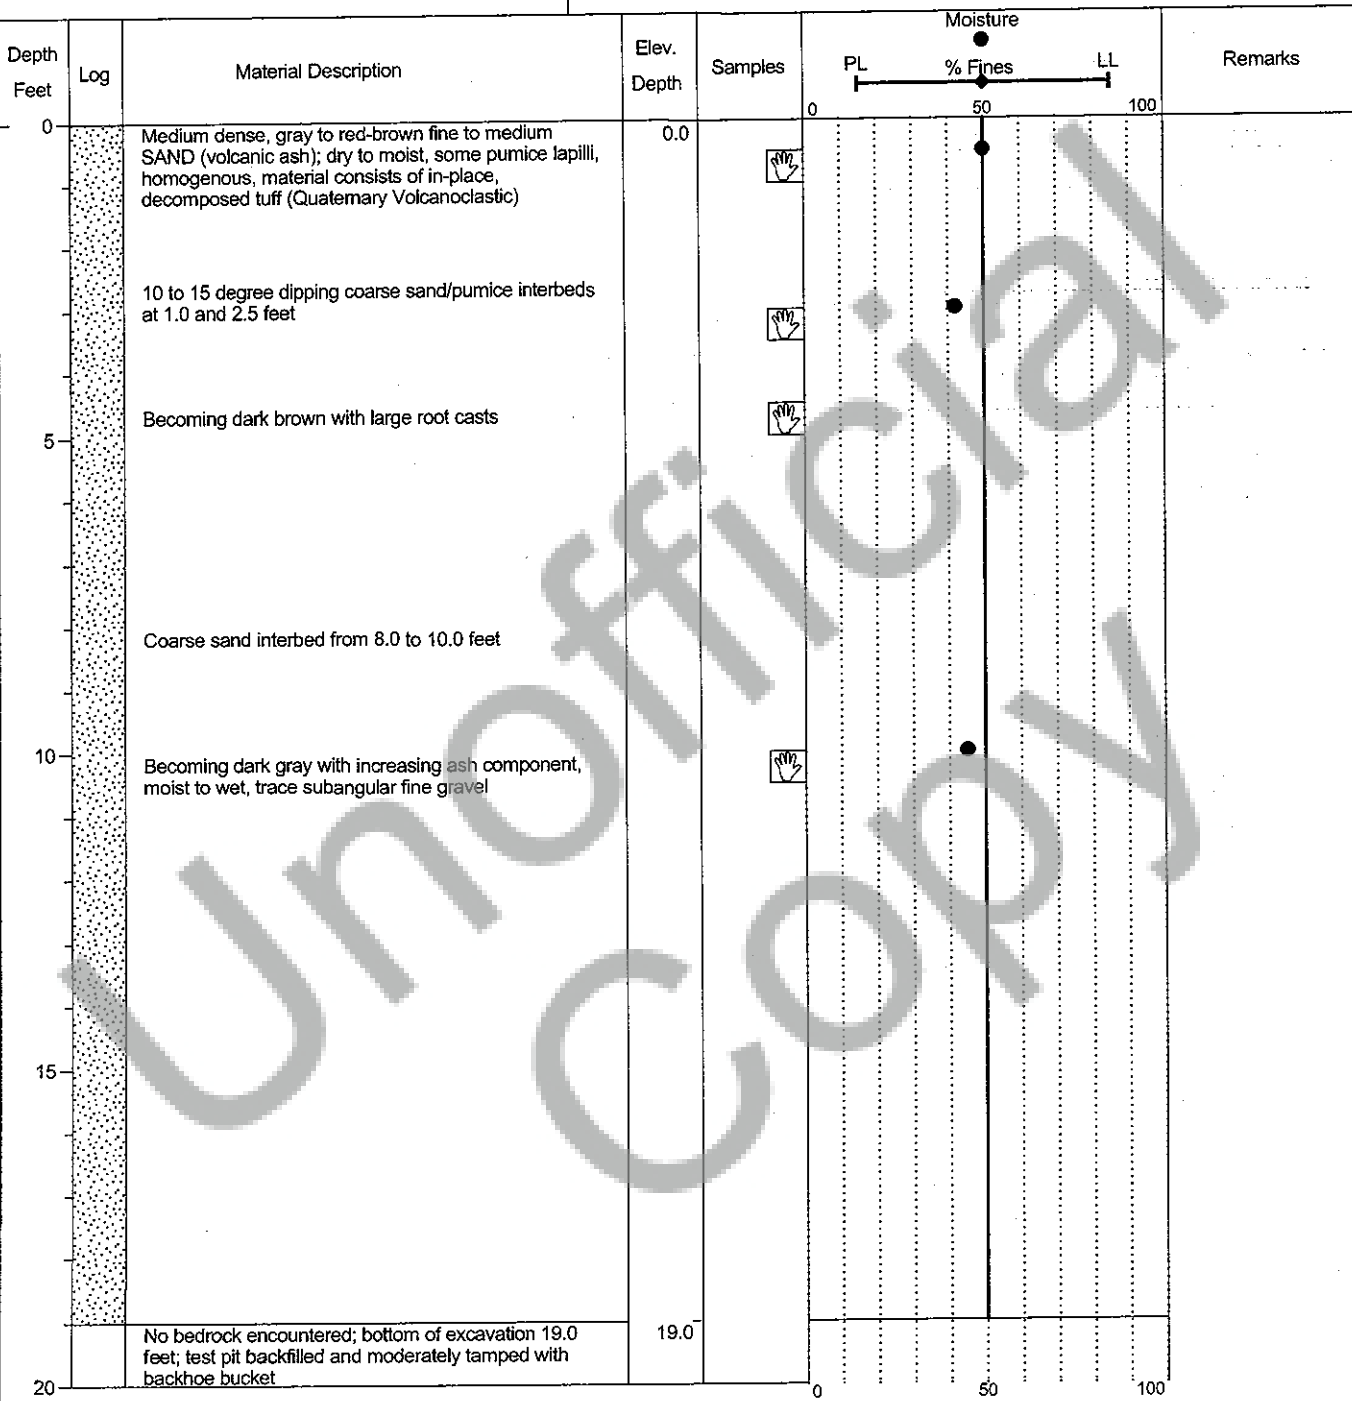 Moisture
Depth
Feet
Log
Material Description
Elev.
Depth
Samples
PL
% Fines
LL
Remarks
0
50
100
0
Medium dense, gray to red-brown fine to medium
SAND (volcanic ash); dry to moist, some pumice lapilli,
homogenous, material consists of in-place,
decomposed tuff (Quaternary Volcanoclastic)
0.0
10 to 15 degree dipping coarse sand/pumice interbeds
at 1.0 and 2.5 feet
Becoming dark brown with large root casts
5
Coarse sand interbed from 8.0 to 10.0 feet
10
Becoming dark gray with increasing ash component,
moist to wet, trace subangular fine gravel
15
No bedrock encountered; bottom of excavation 19.0
feet; test pit backfilled and moderately tamped with
backhoe bucket
19.0
20
0
50
100
Unofficial
Copy